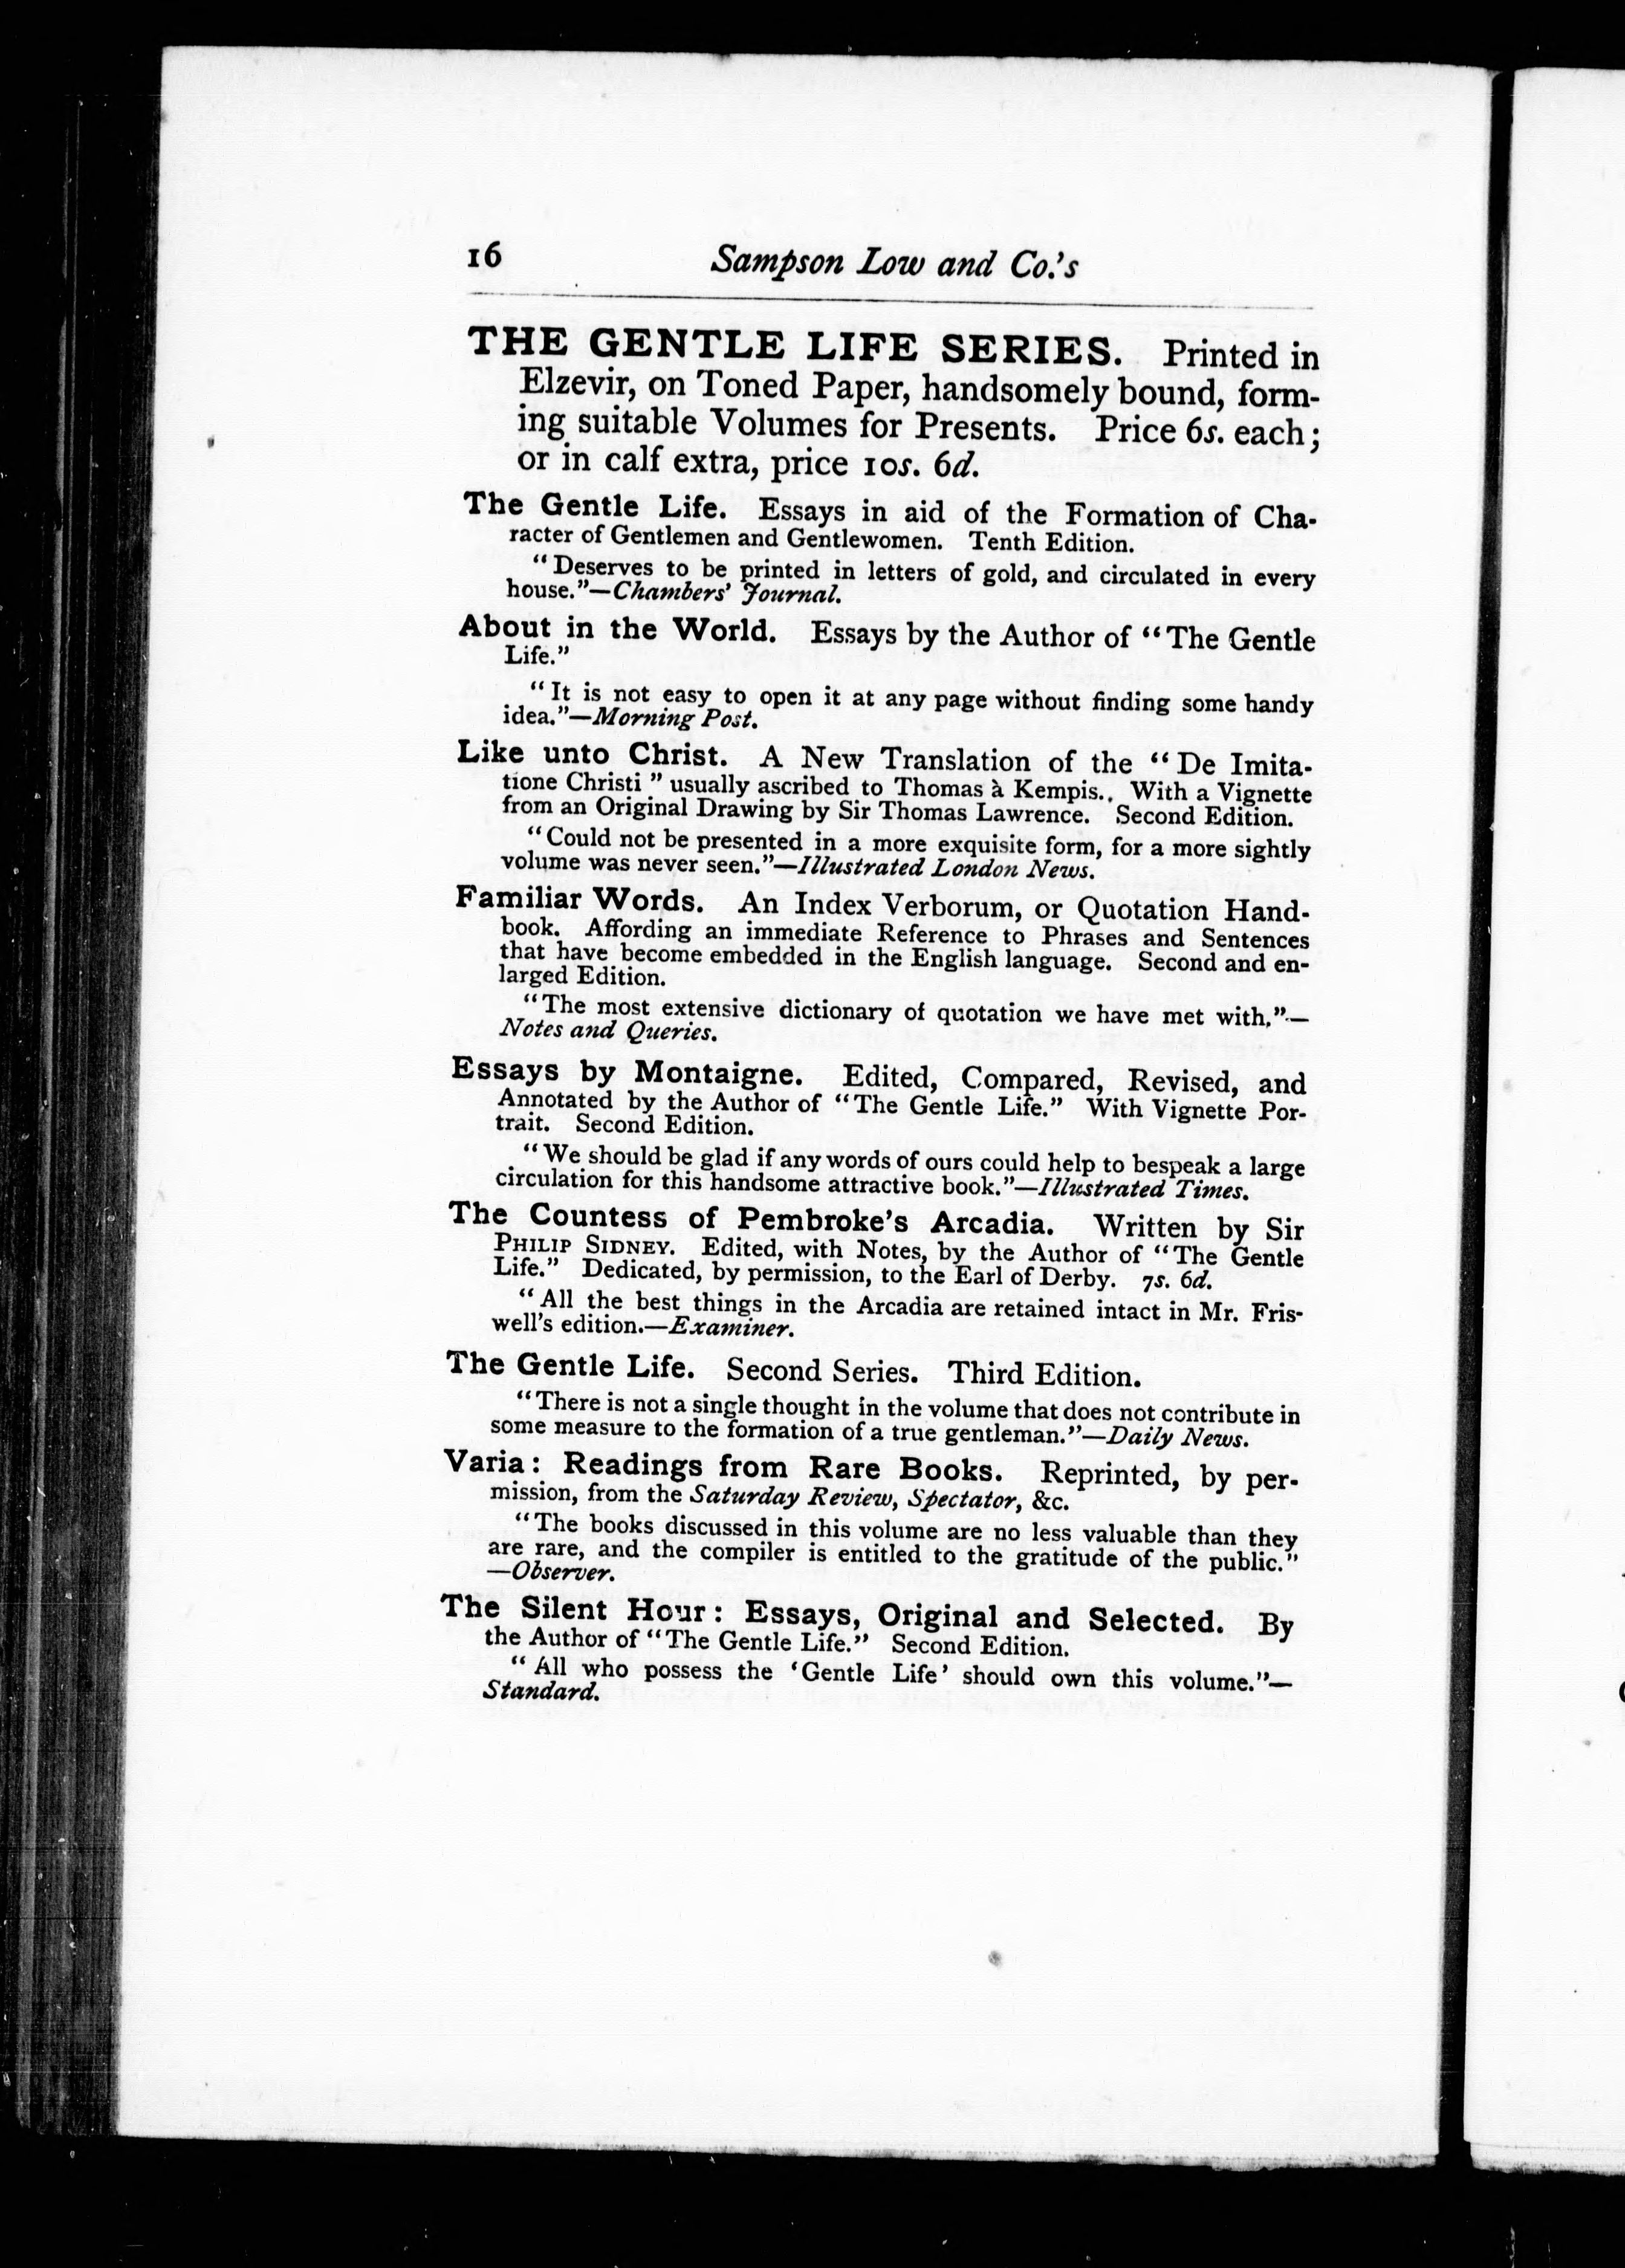 16 Sampson Low and Co.'s
THE GENTLE LIFE SERIES. Printed in
Elzevir, on Toned Paper, handsomely bound, form-
ing suitable Volumes for Presents. Price 6s. each;
or in calf extra, price 10s. 6d.
The Gentle Life. Essays in aid of the Formation of Cha-
racter of Gentlemen and Gentlewomen. Tenth Edition.
"Deserves to be printed in letters of gold, and circulated in every
house."—Chambers' Journal.
About in the World. Essays by the Author of "The Gentle
Life."
"It is not easy to open it at any page without finding some handy
idea."—Morning Post.
Like unto Christ. A New Translation of the "De Imita-
tione Christi" usually ascribed to Thomas à Kempis. With a Vignette
from an Original Drawing by Sir Thomas Lawrence. Second Edition.
"Could not be presented in a more exquisite form, for a more sightly
volume was never seen."—Illustrated London News.
Familiar Words. An Index Verborum, or Quotation Hand-
book. Affording an immediate Reference to Phrases and Sentences
that have become embedded in the English language. Second and en-
larged Edition.
"The most extensive dictionary of quotation we have met with."—
Notes and Queries.
Essays by Montaigne. Edited, Compared, Revised, and
Annotated by the Author of "The Gentle Life." With Vignette Por-
trait. Second Edition.
"We should be glad if any words of ours could help to bespeak a large
circulation for this handsome attractive book."—Illustrated Times.
The Countess of Pembroke's Arcadia. Written by Sir
PHILIP SIDNEY. Edited, with Notes, by the Author of "The Gentle
Life." Dedicated, by permission, to the Earl of Derby. 7s. 6d.
"All the best things in the Arcadia are retained intact in Mr. Fris-
well's edition.—Examiner.
The Gentle Life. Second Series. Third Edition.
"There is not a single thought in the volume that does not contribute in
some measure to the formation of a true gentleman."—Daily News.
Varia: Readings from Rare Books. Reprinted, by per-
mission, from the Saturday Review, Spectator, &c.
"The books discussed in this volume are no less valuable than they
are rare, and the compiler is entitled to the gratitude of the public."
—Observer.
The Silent Hour: Essays, Original and Selected. By
the Author of "The Gentle Life." Second Edition.
"All who possess the 'Gentle Life' should own this volume."—
Standard.